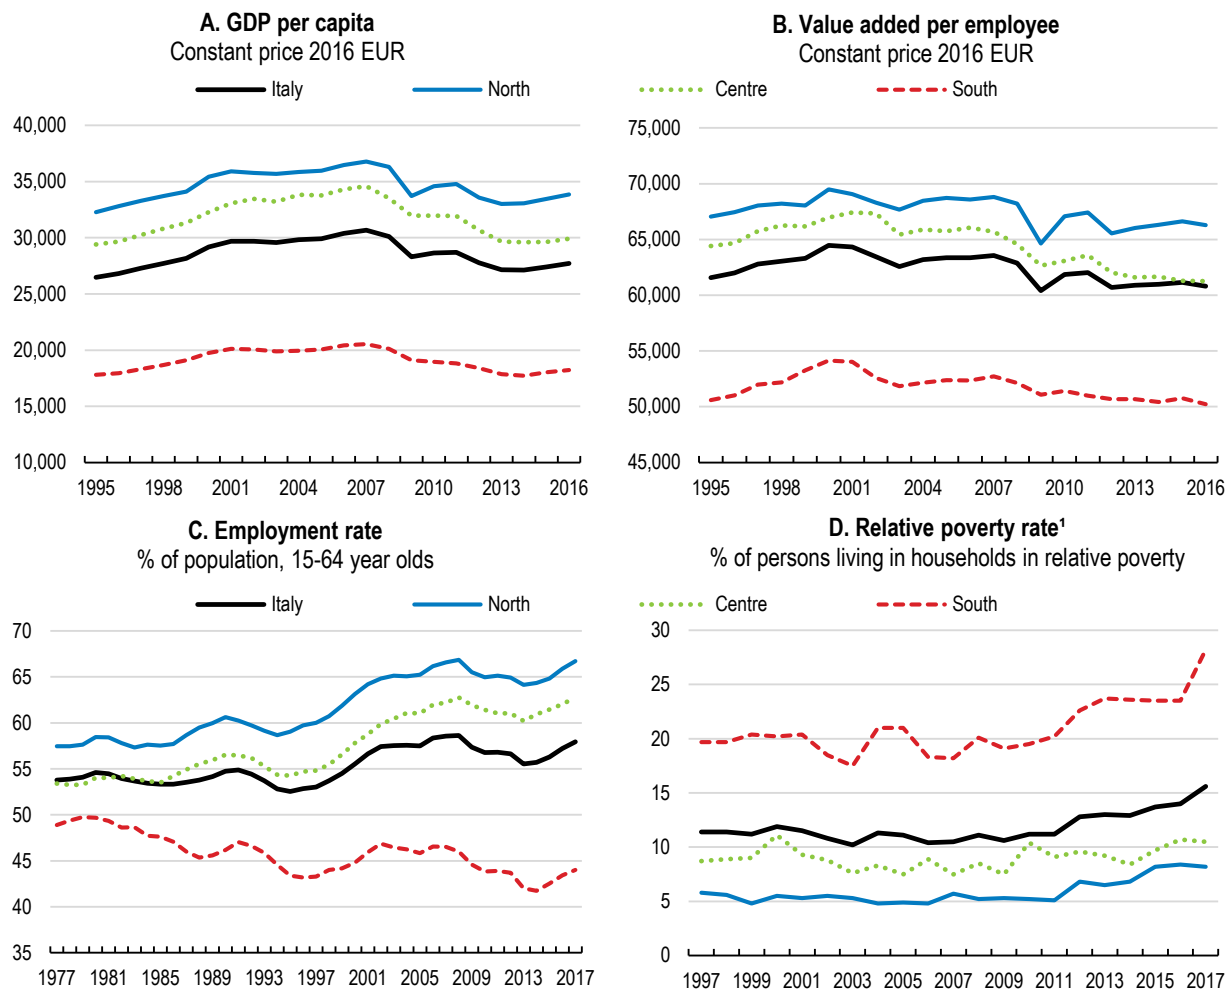 A. GDP per capita
Constant price 2016 EUR
B. Value added per employee
Constant price 2016 EUR
Italy North Centre South
40,000
35,000
30,000
25,000
20,000
15,000
10,000
1995 1998 2001 2004 2007 2010 2013 2016
75,000
70,000
65,000
60,000
55,000
50,000
45,000
1995 1998 2001 2004 2007 2010 2013 2016
C. Employment rate
% of population, 15-64 year olds
D. Relative poverty rate¹
% of persons living in households in relative poverty
Italy North Centre South
70
65
60
55
50
45
40
35
1977 1981 1985 1989 1993 1997 2001 2005 2009 2013 2017
30
25
20
15
10
5
0
1997 1999 2001 2003 2005 2007 2009 2011 2013 2015 2017